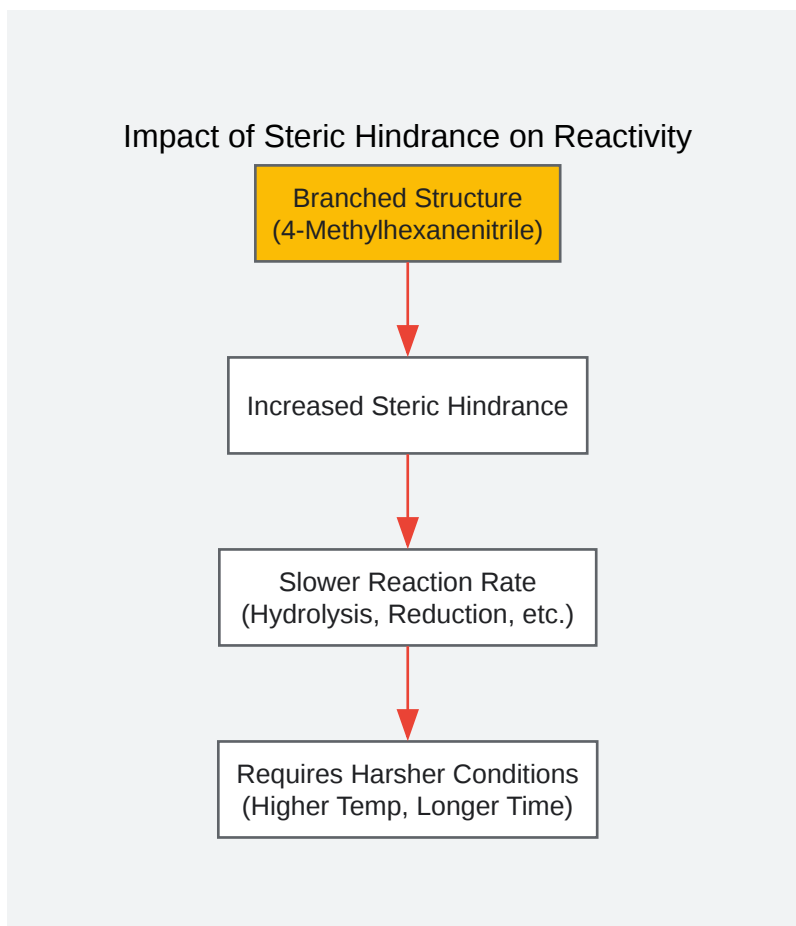 Impact of Steric Hindrance on Reactivity
Branched Structure
(4-Methylhexanenitrile)
Increased Steric Hindrance
Slower Reaction Rate
(Hydrolysis, Reduction, etc.)
Requires Harsher Conditions
(Higher Temp, Longer Time)